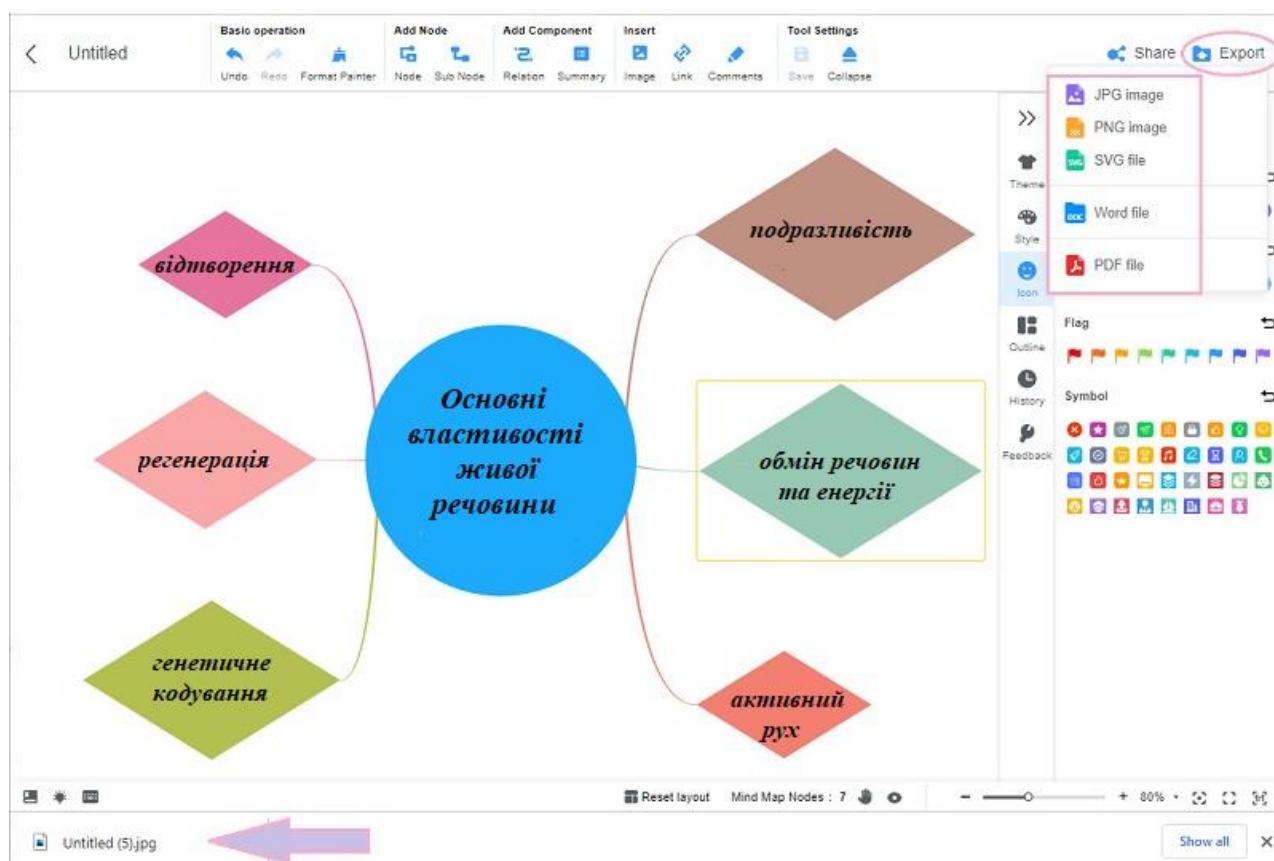 Untitled
Basic operation
Undo Redo Format Painter
Add Node
Node Sub Node
Add Component
Relation Summary
Insert
Image Link Comments
Tool Settings
Save Collapse
Share
Export
JPG image
PNG image
SVG file
Word file
PDF file
Theme
Style
Icon
Outline
History
Feedback
Flag
Symbol
відтворення
регенерація
генетичне
кодування
Основні
властивості
живої
речовини
подразливість
обмін речовин
та енергії
активний
рух
Reset layout Mind Map Nodes : 7
80%
Untitled (5).jpg
Show all